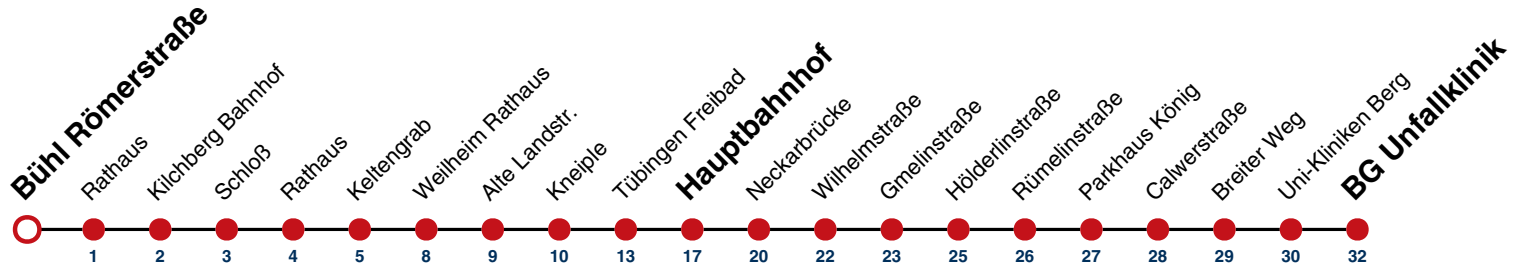 Bühl Römerstraße
Rathaus
Kilchberg Bahnhof
Schloß
Rathaus
Keltengrab
Weilheim Rathaus
Alte Landstr.
Kneiple
Tübingen Freibad
Hauptbahnhof
Neckarbrücke
Wilhelmstraße
Gmelinstraße
Hölderlinstraße
Rümelinstraße
Parkhaus König
Calwerstraße
Breiter Weg
Uni-Kliniken Berg
BG Unfallklinik
1 2 3 4 5 8 9 10 13 17 20 22 23 25 26 27 28 29 30 32